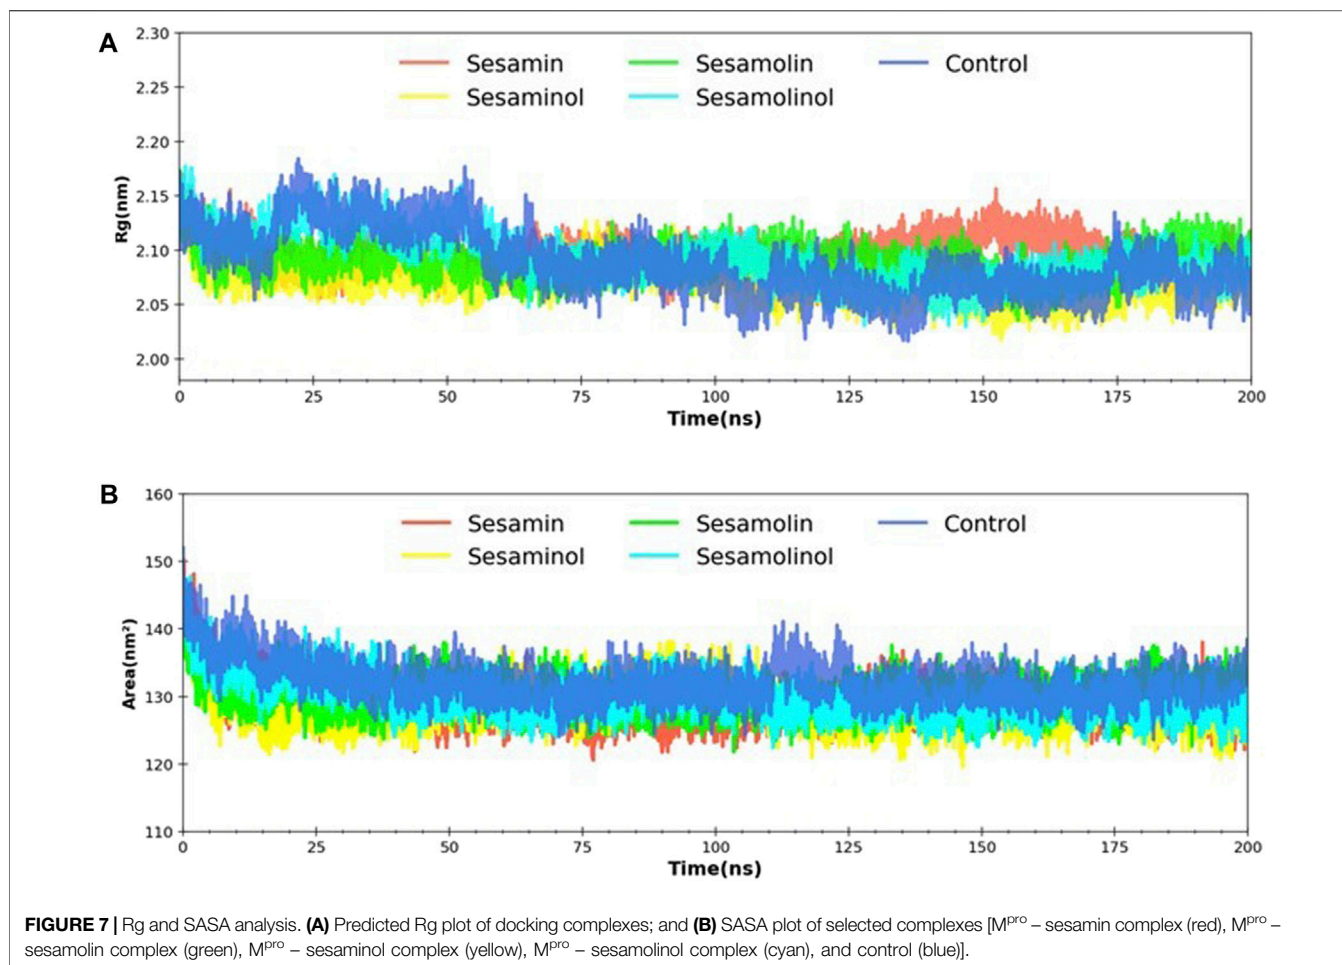 A
2.30
2.25
2.20
2.15
2.10
2.05
2.00
Rg(nm)
Sesamin
Sesamolin
Control
Sesaminol
Sesamolinol
0 25 50 75 100 125 150 175 200
Time(ns)
B
160
150
140
130
120
110
Area(nm²)
Sesamin
Sesamolin
Control
Sesaminol
Sesamolinol
0 25 50 75 100 125 150 175 200
Time(ns)
FIGURE 7 | Rg and SASA analysis. (A) Predicted Rg plot of docking complexes; and (B) SASA plot of selected complexes [Mᵖʳᵒ – sesamin complex (red), Mᵖʳᵒ –
sesamolin complex (green), Mᵖʳᵒ – sesaminol complex (yellow), Mᵖʳᵒ – sesamolinol complex (cyan), and control (blue)].